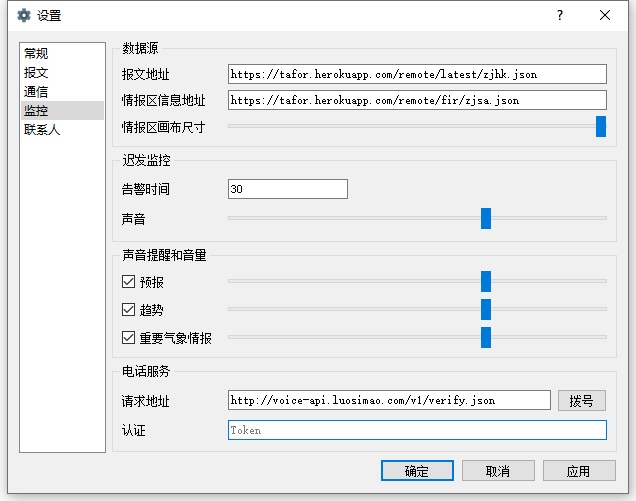 设置
常规
报文
通信
监控
联系人
数据源
报文地址 https://tafor.herokuapp.com/remote/latest/zjhk.json
情报区信息地址 https://tafor.herokuapp.com/remote/fir/zjsa.json
情报区画布尺寸
迟发监控
告警时间 30
声音
声音提醒和音量
预报
趋势
重要气象情报
电话服务
请求地址 http://voice-api.luosimao.com/v1/verify.json 拨号
认证 Token
确定 取消 应用